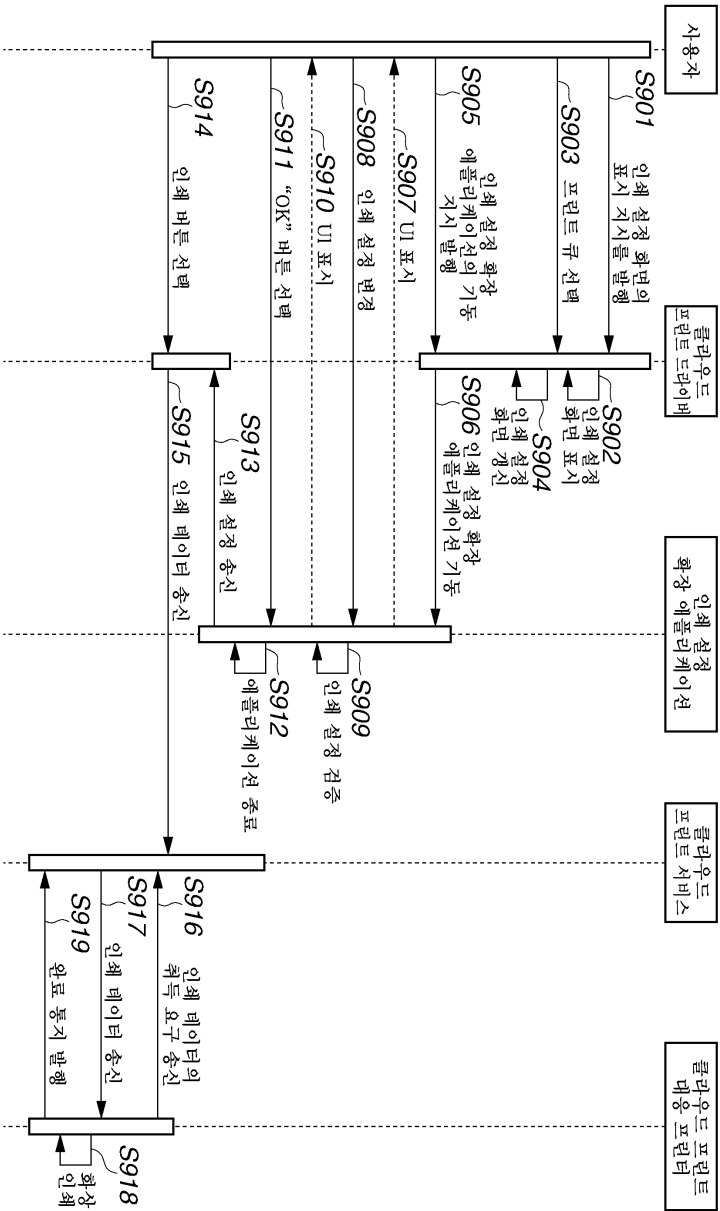 사용자
클라우드
프린트 드라이버
인쇄 설정
확장 애플리케이션
클라우드
프린트 서비스
클라우드 프린트
대응 프린터
S901
인쇄 설정 화면의
표시 지시를 발행
S902
인쇄 설정
화면 표시
S903
프린트 큐 선택
S904
인쇄 설정
화면 갱신
S905
인쇄 설정 확장
애플리케이션의 기동
지시 발행
S906
인쇄 설정 확장
애플리케이션 기동
S907
UI 표시
S908
인쇄 설정 변경
S909
인쇄 설정 검증
S910
UI 표시
S911
“OK” 버튼 선택
S912
애플리케이션 종료
S913
인쇄 설정 송신
S914
인쇄 버튼 선택
S915
인쇄 데이터 송신
S916
인쇄 데이터의
취득 요구 송신
S917
인쇄 데이터 송신
S918
화상
인쇄
S919
완료 통지 발행